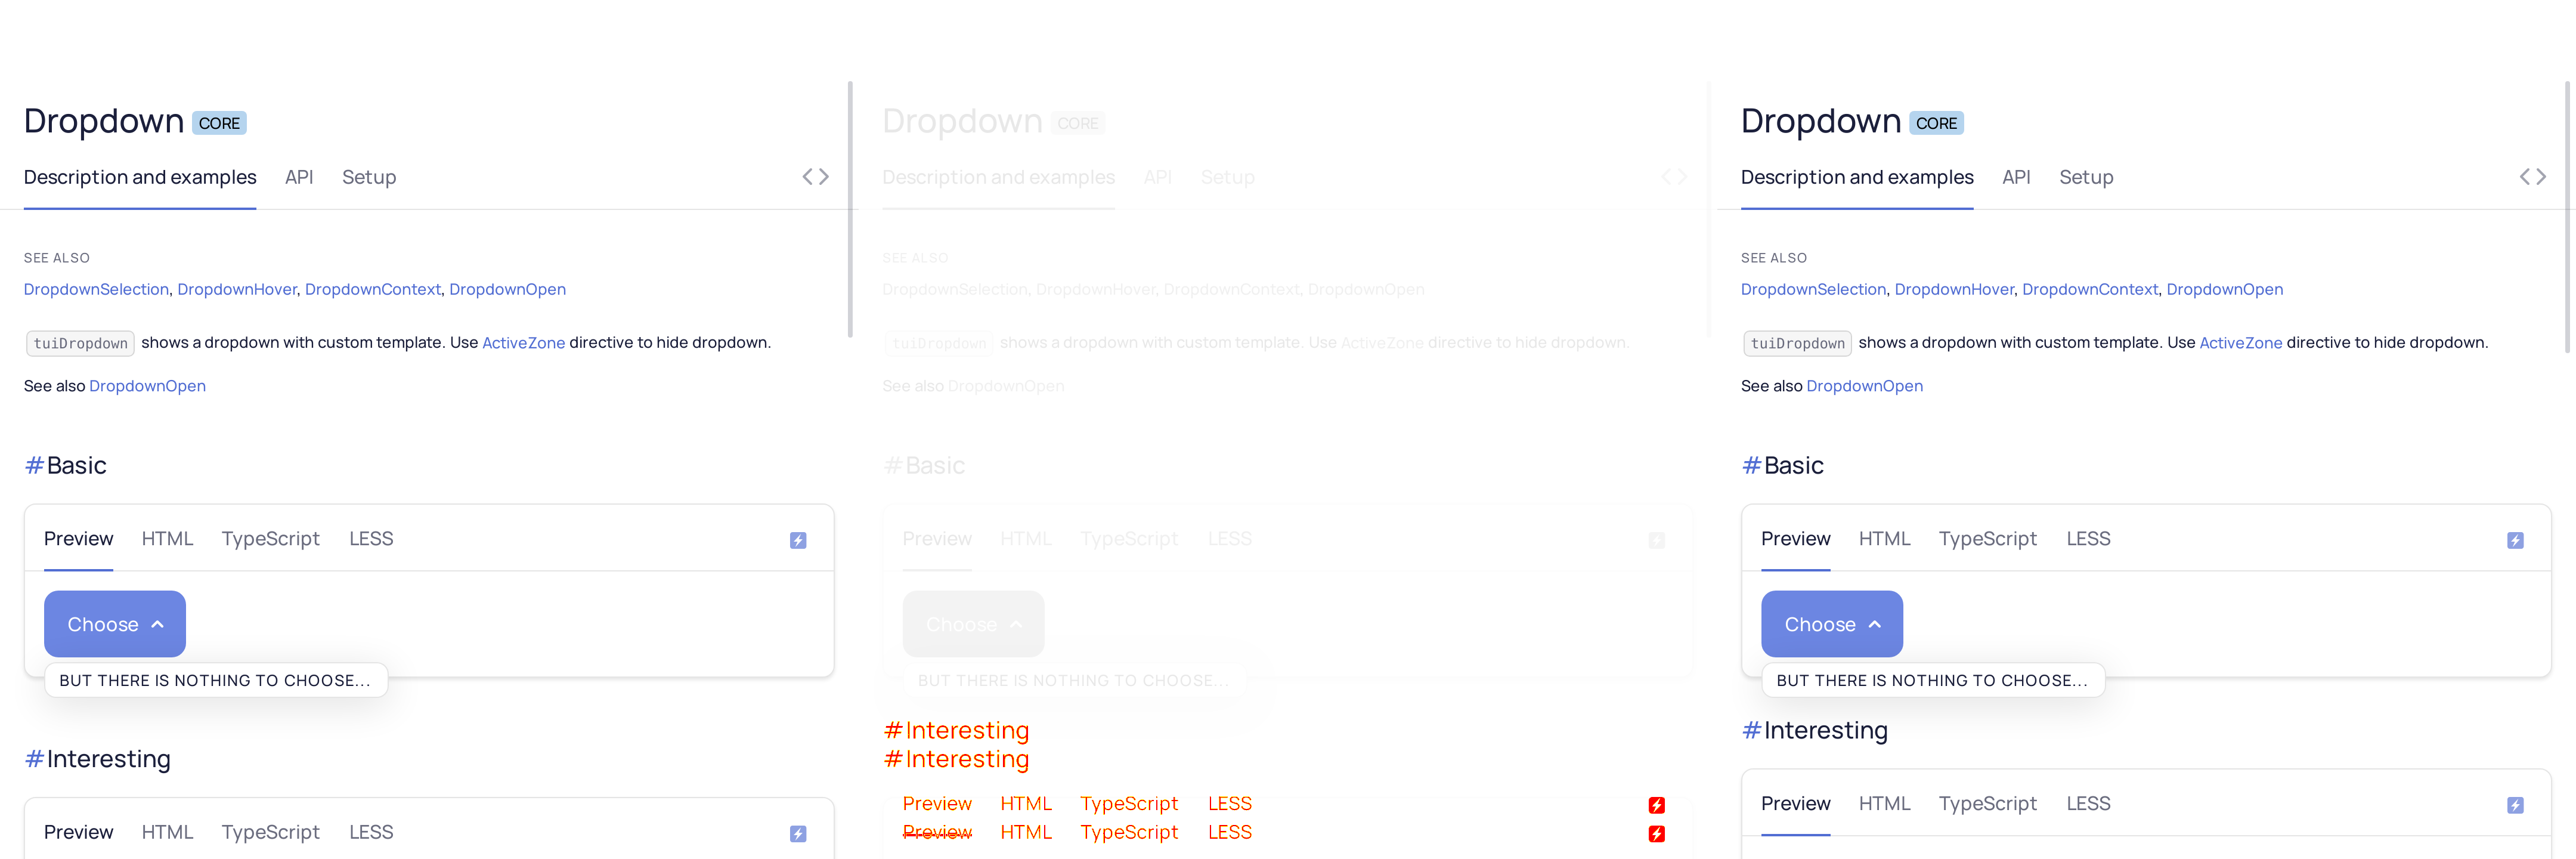 Dropdown CORE
Description and examples API Setup
SEE ALSO
DropdownSelection, DropdownHover, DropdownContext, DropdownOpen
tuiDropdown shows a dropdown with custom template. Use ActiveZone directive to hide dropdown.
See also DropdownOpen
#Basic
Preview HTML TypeScript LESS
Choose
BUT THERE IS NOTHING TO CHOOSE...
#Interesting
Preview HTML TypeScript LESS
Dropdown CORE
Description and examples API Setup
SEE ALSO
DropdownSelection, DropdownHover, DropdownContext, DropdownOpen
tuiDropdown shows a dropdown with custom template. Use ActiveZone directive to hide dropdown.
See also DropdownOpen
#Basic
Preview HTML TypeScript LESS
Choose
BUT THERE IS NOTHING TO CHOOSE...
#Interesting
#Interesting
Preview HTML TypeScript LESS
Preview HTML TypeScript LESS
Dropdown CORE
Description and examples API Setup
SEE ALSO
DropdownSelection, DropdownHover, DropdownContext, DropdownOpen
tuiDropdown shows a dropdown with custom template. Use ActiveZone directive to hide dropdown.
See also DropdownOpen
#Basic
Preview HTML TypeScript LESS
Choose
BUT THERE IS NOTHING TO CHOOSE...
#Interesting
Preview HTML TypeScript LESS